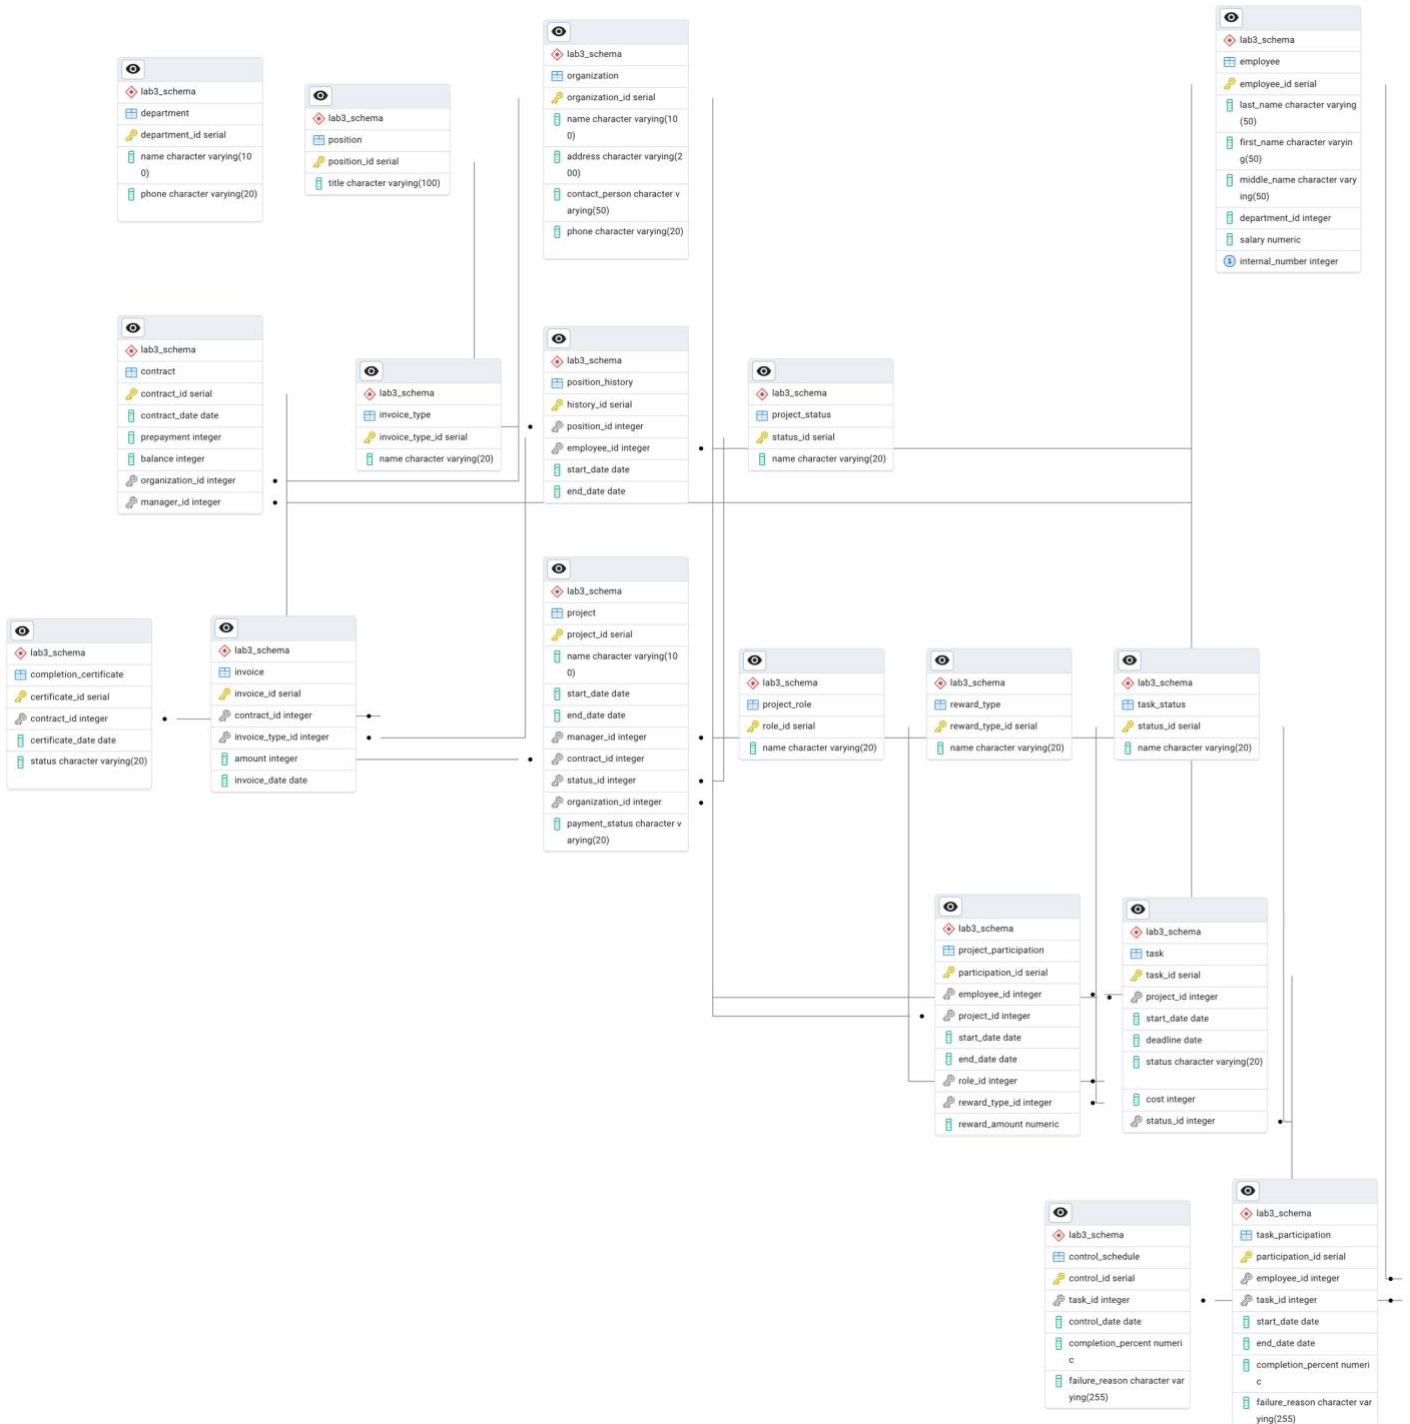 lab3_schema
department
department_id serial
name character varying(10
0)
phone character varying(20)
lab3_schema
position
position_id serial
title character varying(100)
lab3_schema
organization
organization_id serial
name character varying(10
0)
address character varying(2
00)
contact_person character v
arying(50)
phone character varying(20)
lab3_schema
employee
employee_id serial
last_name character varying
(50)
first_name character varyin
g(50)
middle_name character vary
ing(50)
department_id integer
salary numeric
1
internal_number integer
lab3_schema
contract
contract_id serial
contract_date date
prepayment integer
balance integer
organization_id integer
manager_id integer
lab3_schema
invoice_type
invoice_type_id serial
name character varying(20)
lab3_schema
position_history
history_id serial
position_id integer
employee_id integer
start_date date
end_date date
lab3_schema
project_status
status_id serial
name character varying(20)
lab3_schema
completion_certificate
certificate_id serial
contract_id integer
certificate_date date
status character varying(20)
lab3_schema
invoice
invoice_id serial
contract_id integer
invoice_type_id integer
amount integer
invoice_date date
lab3_schema
project
project_id serial
name character varying(10
0)
start_date date
end_date date
manager_id integer
contract_id integer
status_id integer
organization_id integer
payment_status character v
arying(20)
lab3_schema
project_role
role_id serial
name character varying(20)
lab3_schema
reward_type
reward_type_id serial
name character varying(20)
lab3_schema
task_status
status_id serial
name character varying(20)
lab3_schema
project_participation
participation_id serial
employee_id integer
project_id integer
start_date date
end_date date
role_id integer
reward_type_id integer
reward_amount numeric
lab3_schema
task
task_id serial
project_id integer
start_date date
deadline date
status character varying(20)
cost integer
status_id integer
lab3_schema
control_schedule
control_id serial
task_id integer
control_date date
completion_percent numeri
c
failure_reason character var
ying(255)
lab3_schema
task_participation
participation_id serial
employee_id integer
task_id integer
start_date date
end_date date
completion_percent numeri
c
failure_reason character var
ying(255)